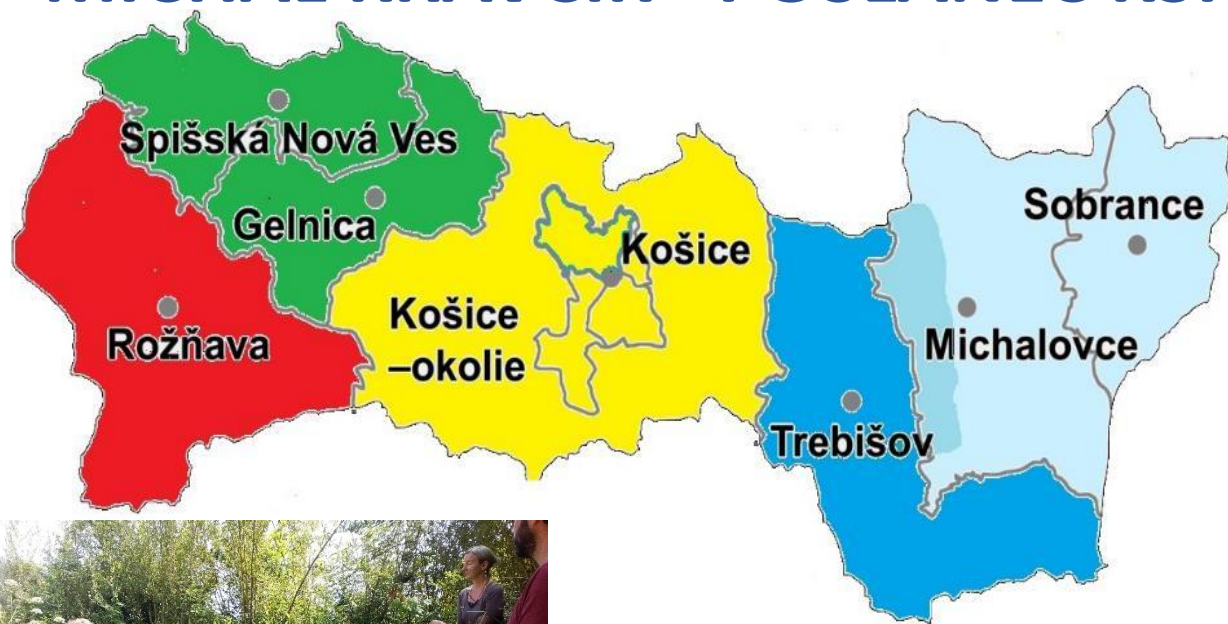 Spišská Nová Ves
Gelnica
Rožňava
Košice
–okolie
Košice
Sobrance
Michalovce
Trebišov